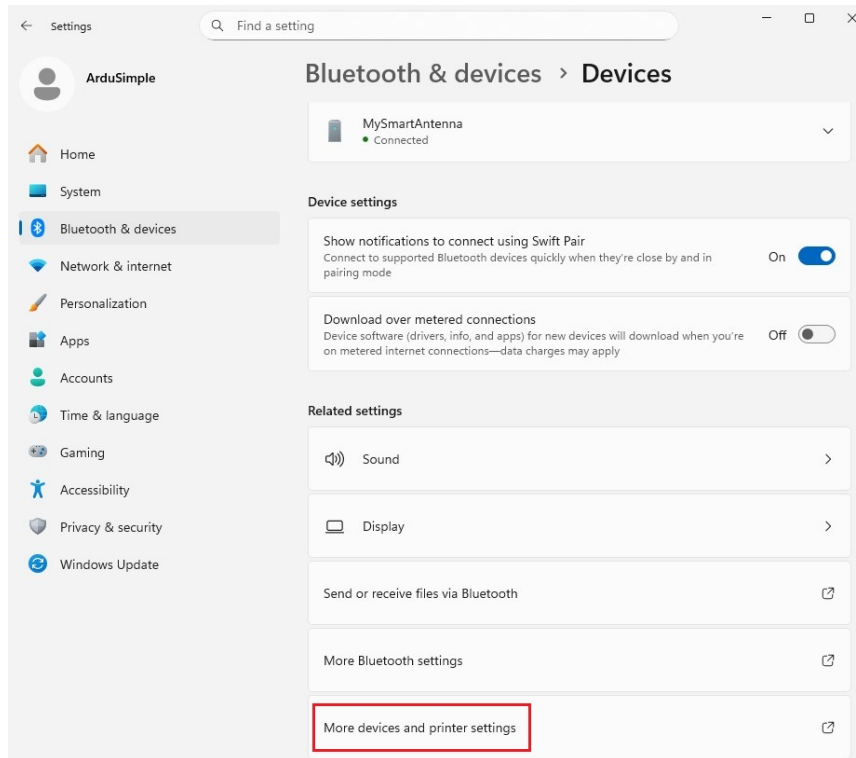 Settings
Find a setting
ArduSimple
Home
System
Bluetooth & devices
Network & internet
Personalization
Apps
Accounts
Time & language
Gaming
Accessibility
Privacy & security
Windows Update
Bluetooth & devices > Devices
MySmartAntenna
Connected
Device settings
Show notifications to connect using Swift Pair
Connect to supported Bluetooth devices quickly when they're close by and in
pairing mode
On
Download over metered connections
Device software (drivers, info, and apps) for new devices will download when you're
on metered internet connections—data charges may apply
Off
Related settings
Sound
Display
Send or receive files via Bluetooth
More Bluetooth settings
More devices and printer settings